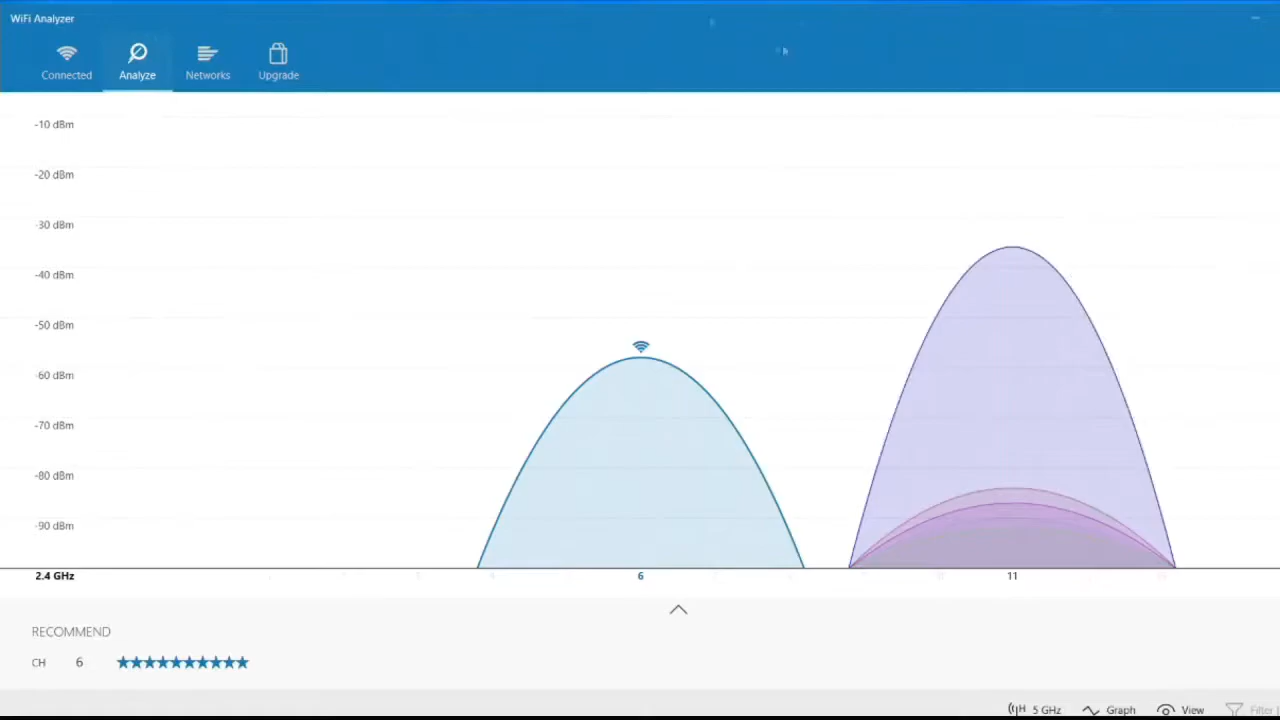 WiFi Analyzer
Connected Analyze Networks Upgrade
-10 dBm
-20 dBm
-30 dBm
-40 dBm
-50 dBm
-60 dBm
-70 dBm
-80 dBm
-90 dBm
2.4 GHz 6 11
RECOMMEND
CH 6 ★★★★★★★★★★
5 GHz Graph View Filter